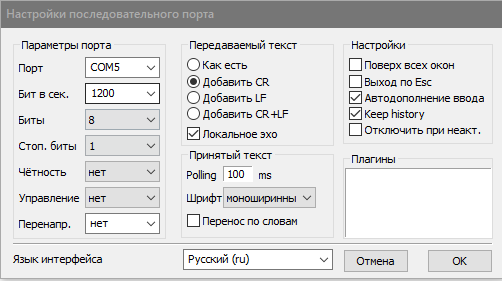 Настройки последовательного порта
Параметры порта
Порт COM5
Бит в сек. 1200
Биты 8
Стоп. биты 1
Чётность нет
Управление нет
Перенапр. нет
Передаваемый текст
Как есть
Добавить CR
Добавить LF
Добавить CR+LF
Локальное эхо
Принятый текст
Polling 100 ms
Шрифт моноширинны
Перенос по словам
Настройки
Поверх всех окон
Выход по Esc
Автодополнение ввода
Keep history
Отключить при неакт.
Плагины
Язык интерфейса Русский (ru) Отмена OK